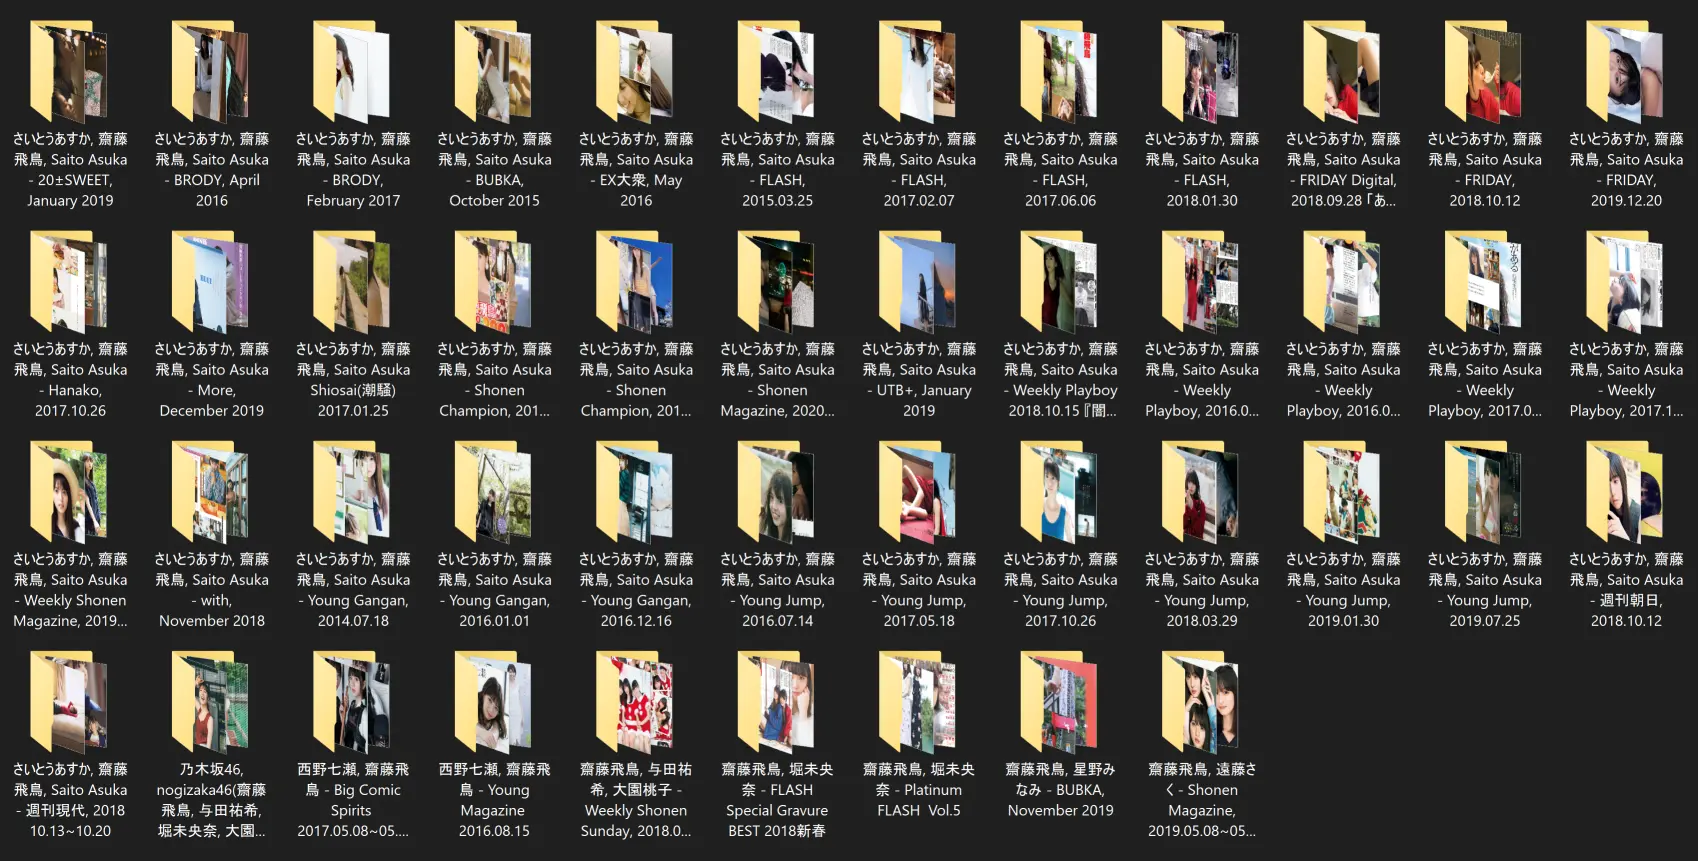 さいとうあすか, 齋藤
飛鳥, Saito Asuka
- 20±SWEET,
January 2019
さいとうあすか, 齋藤
飛鳥, Saito Asuka
- BRODY, April
2016
さいとうあすか, 齋藤
飛鳥, Saito Asuka
- BRODY,
February 2017
さいとうあすか, 齋藤
飛鳥, Saito Asuka
- BUBKA,
October 2015
さいとうあすか, 齋藤
飛鳥, Saito Asuka
- EX大衆, May
2016
さいとうあすか, 齋藤
飛鳥, Saito Asuka
- FLASH,
2015.03.25
さいとうあすか, 齋藤
飛鳥, Saito Asuka
- FLASH,
2017.02.07
さいとうあすか, 齋藤
飛鳥, Saito Asuka
- FLASH,
2017.06.06
さいとうあすか, 齋藤
飛鳥, Saito Asuka
- FLASH,
2018.01.30
さいとうあすか, 齋藤
飛鳥, Saito Asuka
- FRIDAY Digital,
2018.09.28 「あ...
さいとうあすか, 齋藤
飛鳥, Saito Asuka
- FRIDAY,
2018.10.12
さいとうあすか, 齋藤
飛鳥, Saito Asuka
- FRIDAY,
2019.12.20
さいとうあすか, 齋藤
飛鳥, Saito Asuka
- Hanako,
2017.10.26
さいとうあすか, 齋藤
飛鳥, Saito Asuka
- More,
December 2019
さいとうあすか, 齋藤
飛鳥, Saito Asuka
Shiosai(潮騒)
2017.01.25
さいとうあすか, 齋藤
飛鳥, Saito Asuka
- Shonen
Champion, 201...
さいとうあすか, 齋藤
飛鳥, Saito Asuka
- Shonen
Champion, 201...
さいとうあすか, 齋藤
飛鳥, Saito Asuka
- Shonen
Magazine, 2020...
さいとうあすか, 齋藤
飛鳥, Saito Asuka
- UTB+, January
2019
さいとうあすか, 齋藤
飛鳥, Saito Asuka
- Weekly Playboy
2018.10.15 『闇...
さいとうあすか, 齋藤
飛鳥, Saito Asuka
- Weekly
Playboy, 2016.0...
さいとうあすか, 齋藤
飛鳥, Saito Asuka
- Weekly
Playboy, 2016.0...
さいとうあすか, 齋藤
飛鳥, Saito Asuka
- Weekly
Playboy, 2017.0...
さいとうあすか, 齋藤
飛鳥, Saito Asuka
- Weekly
Playboy, 2017.1...
さいとうあすか, 齋藤
飛鳥, Saito Asuka
- Weekly Shonen
Magazine, 2019...
さいとうあすか, 齋藤
飛鳥, Saito Asuka
- with,
November 2018
さいとうあすか, 齋藤
飛鳥, Saito Asuka
- Young Gangan,
2014.07.18
さいとうあすか, 齋藤
飛鳥, Saito Asuka
- Young Gangan,
2016.01.01
さいとうあすか, 齋藤
飛鳥, Saito Asuka
- Young Gangan,
2016.12.16
さいとうあすか, 齋藤
飛鳥, Saito Asuka
- Young Jump,
2016.07.14
さいとうあすか, 齋藤
飛鳥, Saito Asuka
- Young Jump,
2017.05.18
さいとうあすか, 齋藤
飛鳥, Saito Asuka
- Young Jump,
2017.10.26
さいとうあすか, 齋藤
飛鳥, Saito Asuka
- Young Jump,
2018.03.29
さいとうあすか, 齋藤
飛鳥, Saito Asuka
- Young Jump,
2019.01.30
さいとうあすか, 齋藤
飛鳥, Saito Asuka
- Young Jump,
2019.07.25
さいとうあすか, 齋藤
飛鳥, Saito Asuka
- 週刊朝日,
2018.10.12
さいとうあすか, 齋藤
飛鳥, Saito Asuka
- 週刊現代, 2018
10.13~10.20
乃木坂46,
nogizaka46(齋藤
飛鳥, 与田祐希,
堀未央奈, 大園...
西野七瀬, 齋藤飛
鳥 - Big Comic
Spirits
2017.05.08~05....
西野七瀬, 齋藤飛
鳥 - Young
Magazine
2016.08.15
齋藤飛鳥, 与田祐
希, 大園桃子 -
Weekly Shonen
Sunday, 2018.0...
齋藤飛鳥, 堀未央
奈 - FLASH
Special Gravure
BEST 2018新春
齋藤飛鳥, 堀未央
奈 - Platinum
FLASH Vol.5
齋藤飛鳥, 星野み
なみ - BUBKA,
November 2019
齋藤飛鳥, 遠藤さ
く - Shonen
Magazine,
2019.05.08~05...